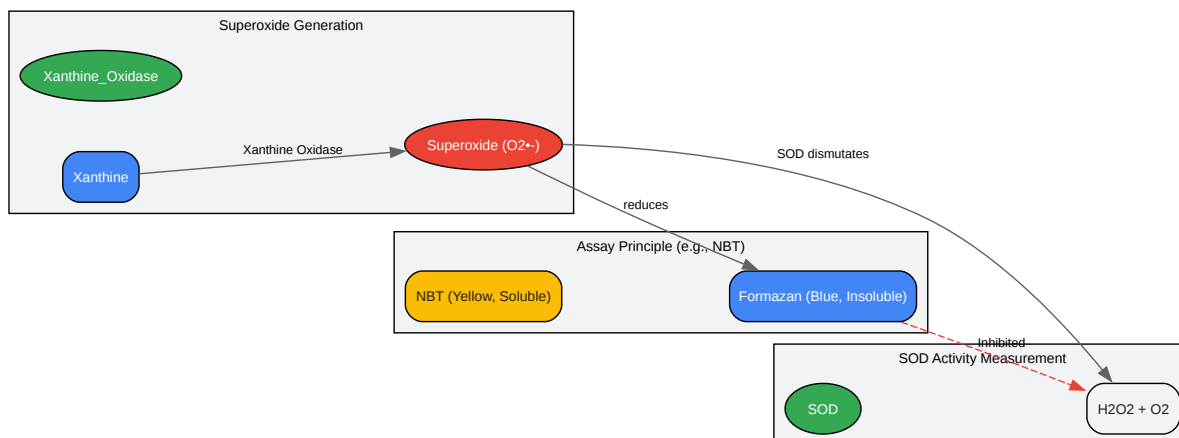 Superoxide Generation
Xanthine_Oxidase
Xanthine
Xanthine Oxidase
Superoxide (O2•-)
SOD dismutates
reduces
Assay Principle (e.g., NBT)
NBT (Yellow, Soluble)
Formazan (Blue, Insoluble)
Inhibited
SOD Activity Measurement
SOD
H2O2 + O2